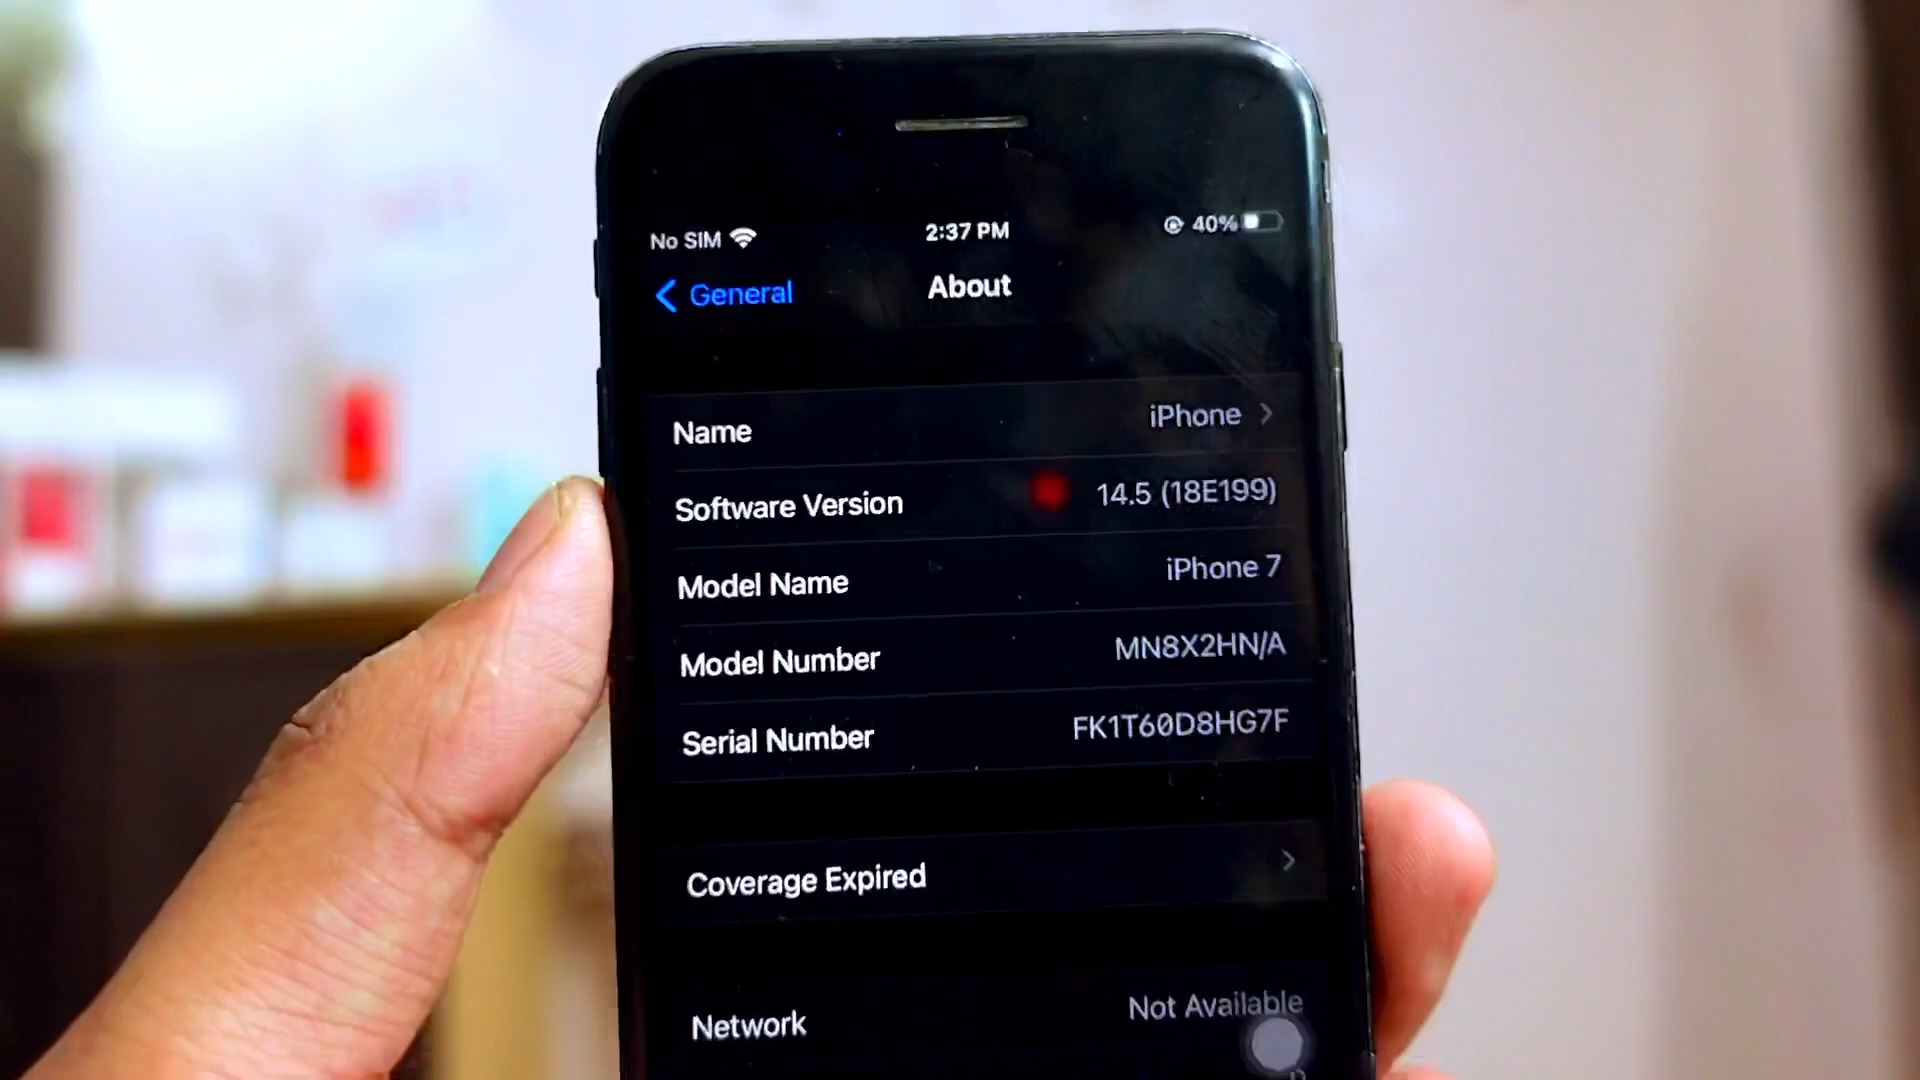 No SIM 2:37 PM 40%
General About
Name iPhone
Software Version 14.5 (18E199)
Model Name iPhone 7
Model Number MN8X2HN/A
Serial Number FK1T60D8HG7F
Coverage Expired
Network Not Available